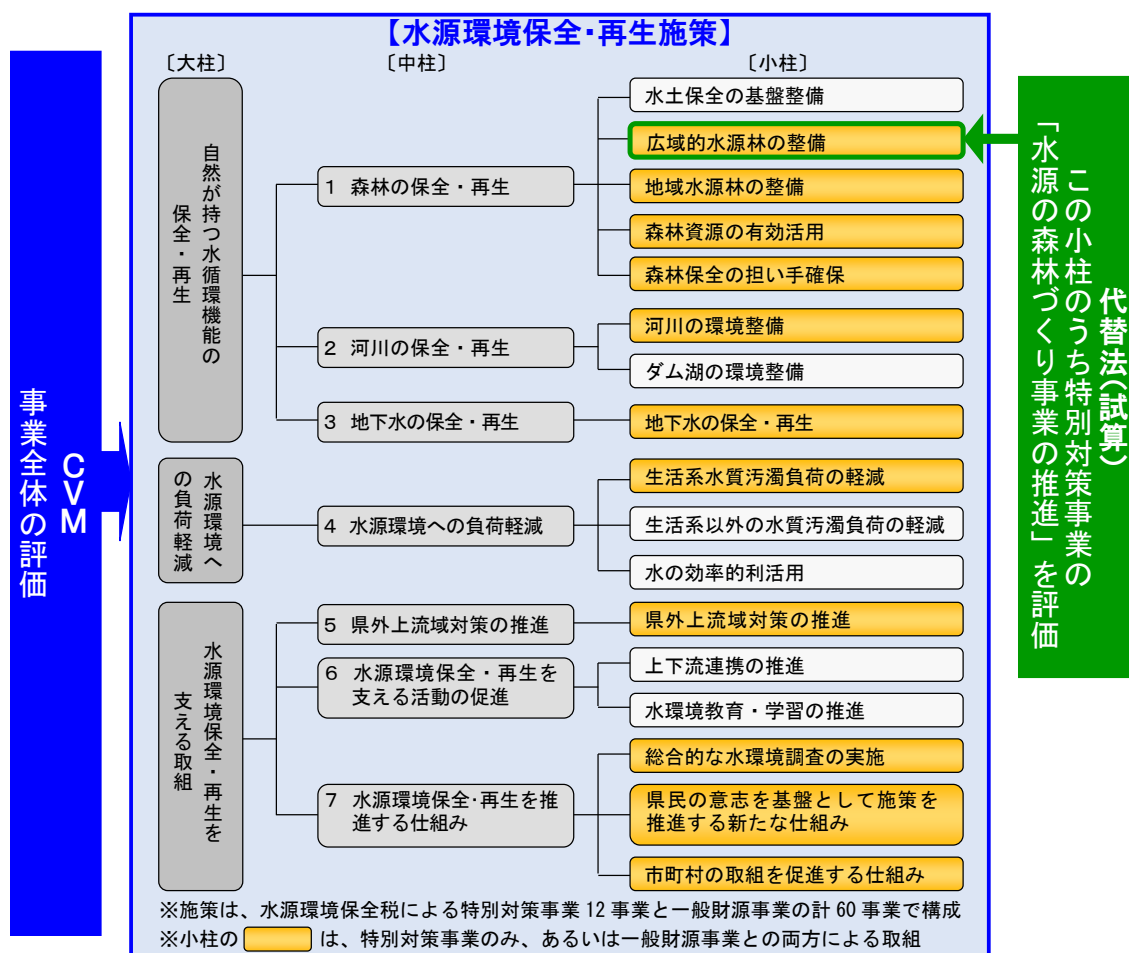 【水源環境保全・再生施策】
〔大柱〕
〔中柱〕
〔小柱〕
自然が持つ水循環機能の
保全・再生
1 森林の保全・再生
水土保全の基盤整備
広域的水源林の整備
地域水源林の整備
森林資源の有効活用
森林保全の担い手確保
2 河川の保全・再生
河川の環境整備
ダム湖の環境整備
3 地下水の保全・再生
地下水の保全・再生
水源環境へ
の負荷軽減
4 水源環境への負荷軽減
生活系水質汚濁負荷の軽減
生活系以外の水質汚濁負荷の軽減
水の効率的利活用
水源環境保全・再生を
支える取組
5 県外上流域対策の推進
県外上流域対策の推進
6 水源環境保全・再生を
支える活動の促進
上下流連携の推進
水環境教育・学習の推進
7 水源環境保全・再生を推
進する仕組み
総合的な水環境調査の実施
県民の意志を基盤として施策を
推進する新たな仕組み
市町村の取組を促進する仕組み
※施策は、水源環境保全税による特別対策事業 12 事業と一般財源事業の計 60 事業で構成
※小柱の は、特別対策事業のみ、あるいは一般財源事業との両方による取組
CVM
事業全体の評価
代替法(試算)
この小柱のうち特別対策事業の
「水源の森林づくり事業の推進」を評価